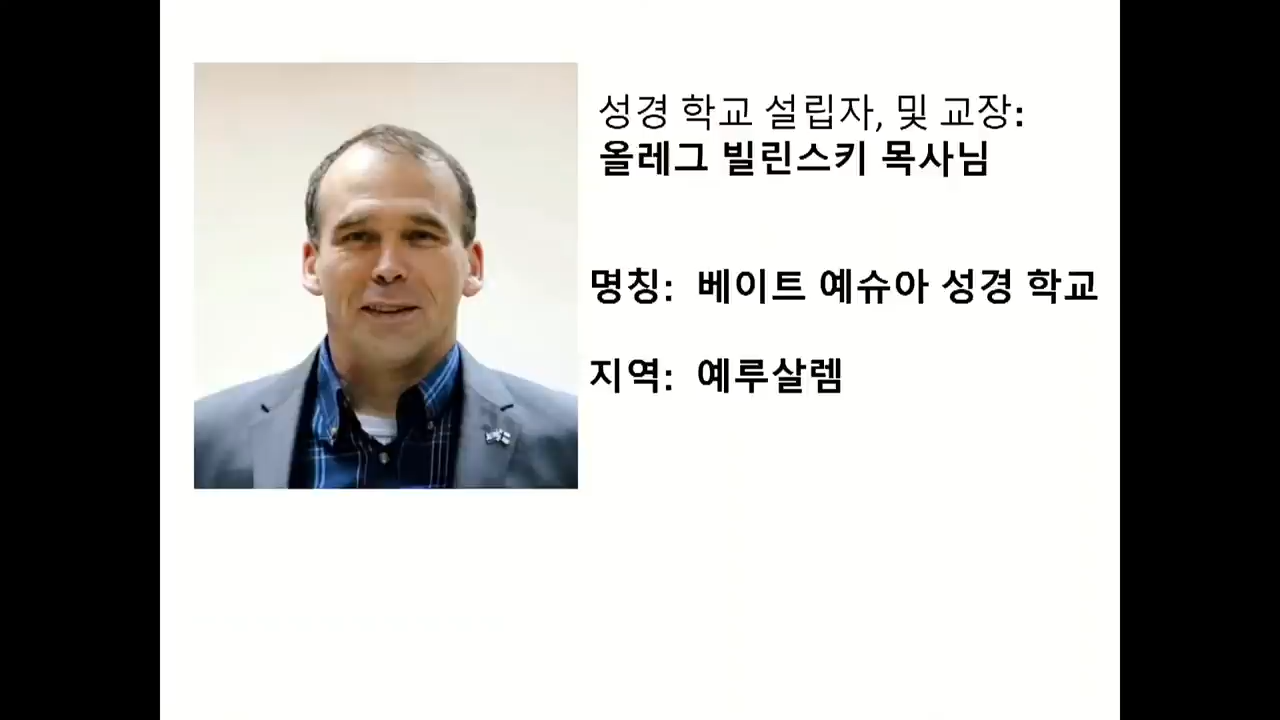 성경 학교 설립자, 및 교장:
올레그 빌린스키 목사님
명칭: 베이트 예슈아 성경 학교
지역: 예루살렘